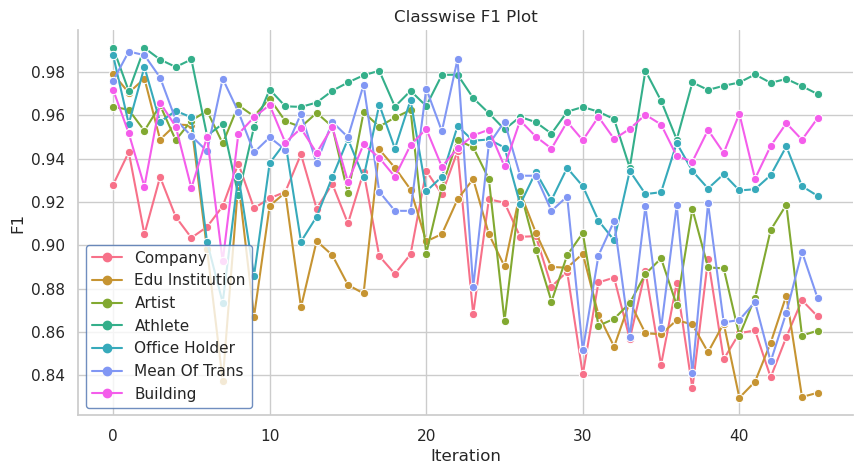 Classwise F1 Plot
F1
0.98
0.96
0.94
0.92
0.90
0.88
0.86
0.84
Company
Edu Institution
Artist
Athlete
Office Holder
Mean Of Trans
Building
0 10 20 30 40
Iteration